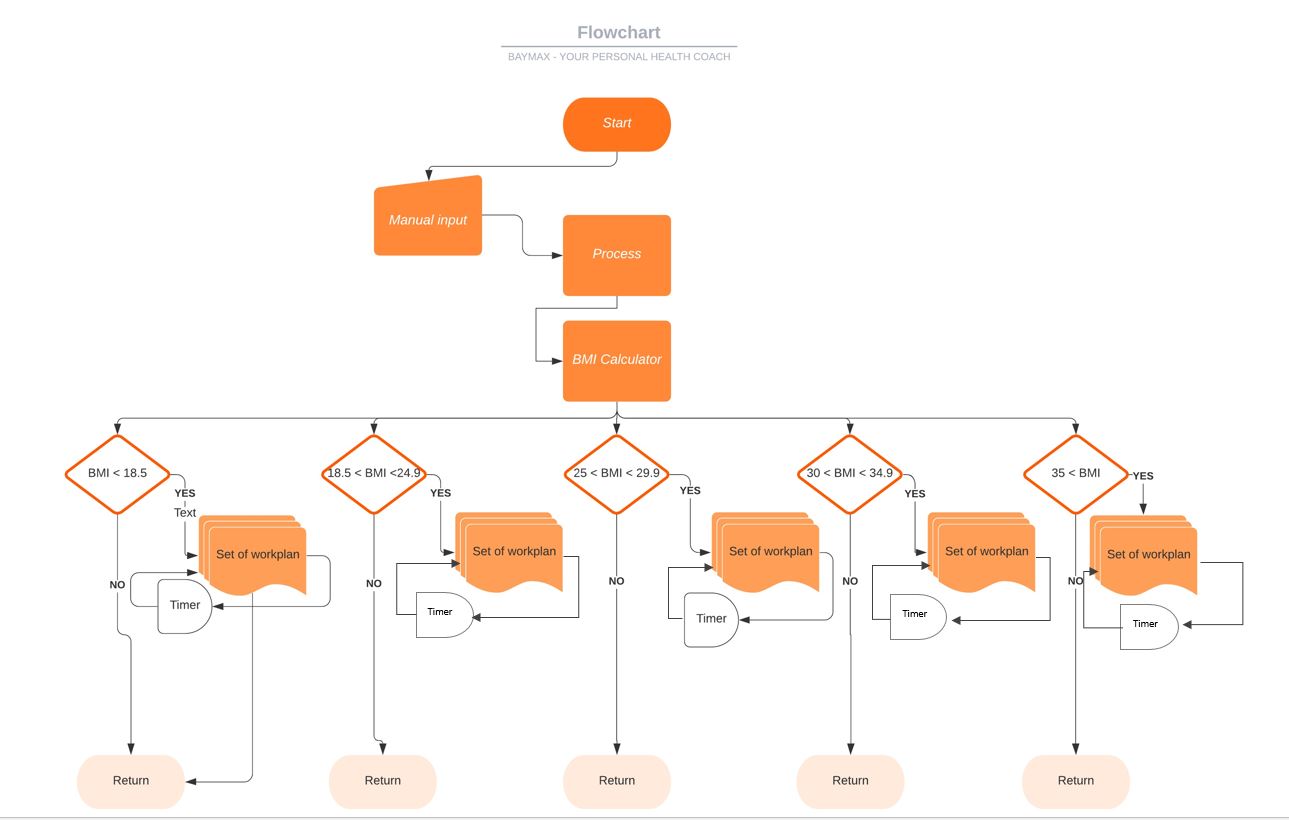 Flowchart
BAYMAX - YOUR PERSONAL HEALTH COACH
Start
Manual input
Process
BMI Calculator
BMI < 18.5
18.5 < BMI <24.9
25 < BMI < 29.9
30 < BMI < 34.9
35 < BMI
YES
YES
YES
YES
YES
Text
Set of workplan
Set of workplan
Set of workplan
Set of workplan
Set of workplan
NO
NO
NO
NO
NO
Timer
Timer
Timer
Timer
Timer
Return
Return
Return
Return
Return